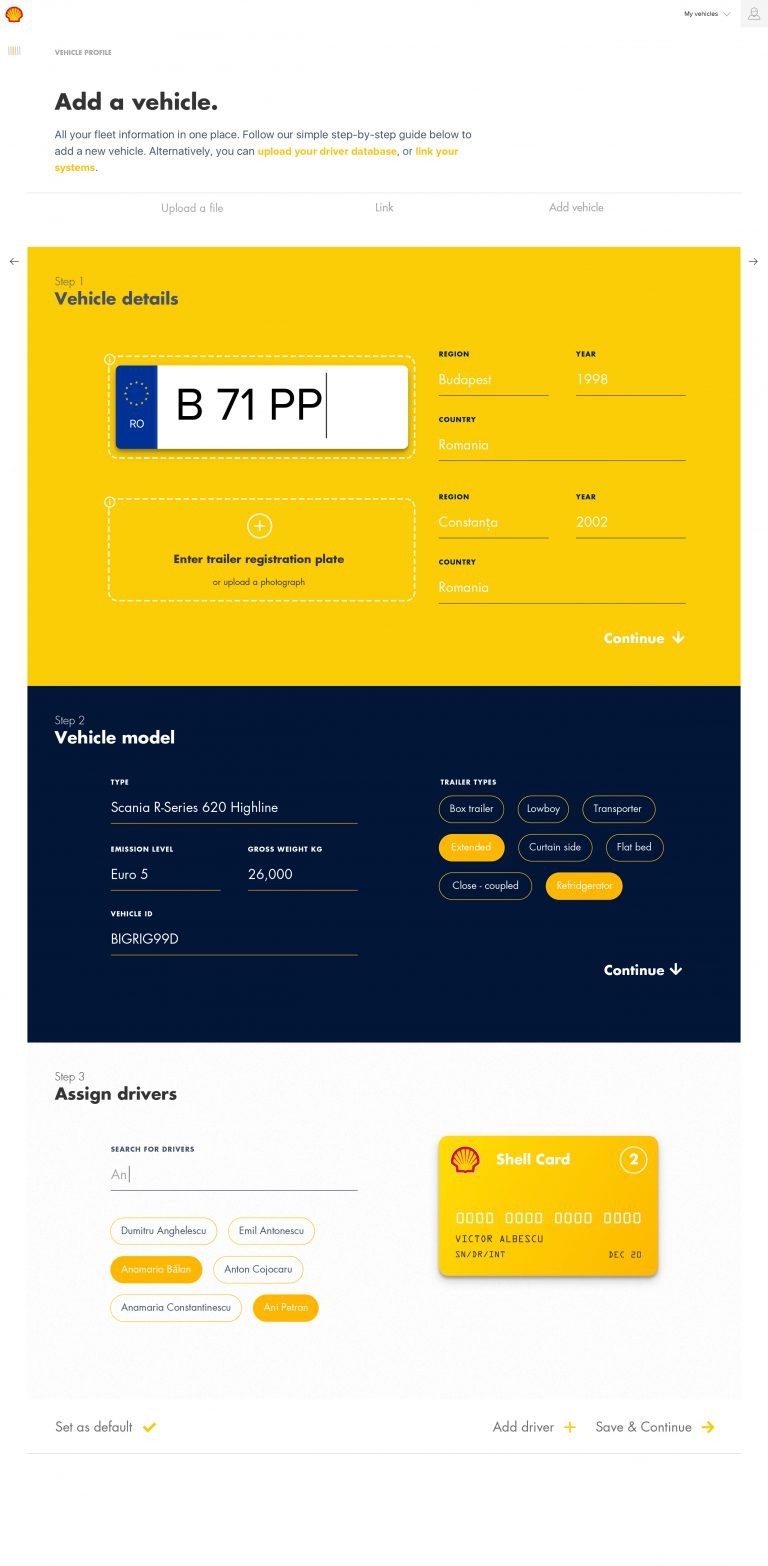 My vehicles
VEHICLE PROFILE
Add a vehicle.
All your fleet information in one place. Follow our simple step-by-step guide below to
add a new vehicle. Alternatively, you can upload your driver database, or link your
systems.
Upload a file
Link
Add vehicle
Step 1
Vehicle details
RO
B 71 PP
REGION
YEAR
Budapest
1998
COUNTRY
Romania
Enter trailer registration plate
or upload a photograph
REGION
YEAR
Constanța
2002
COUNTRY
Romania
Continue
Step 2
Vehicle model
TYPE
Scania R-Series 620 Highline
EMISSION LEVEL
GROSS WEIGHT KG
Euro 5
26,000
VEHICLE ID
BIGRIG99D
TRAILER TYPES
Box trailer
Lowboy
Transporter
Extended
Curtain side
Flat bed
Close - coupled
Refridgerator
Continue
Step 3
Assign drivers
SEARCH FOR DRIVERS
An
Dumitru Anghelescu
Emil Antonescu
Anamaria Bălan
Anton Cojocaru
Anamaria Constantinescu
Ani Petran
Shell Card
2
0000 0000 0000 0000
VICTOR ALBESCU
SN/DR/INT
DEC 20
Set as default
Add driver
Save & Continue